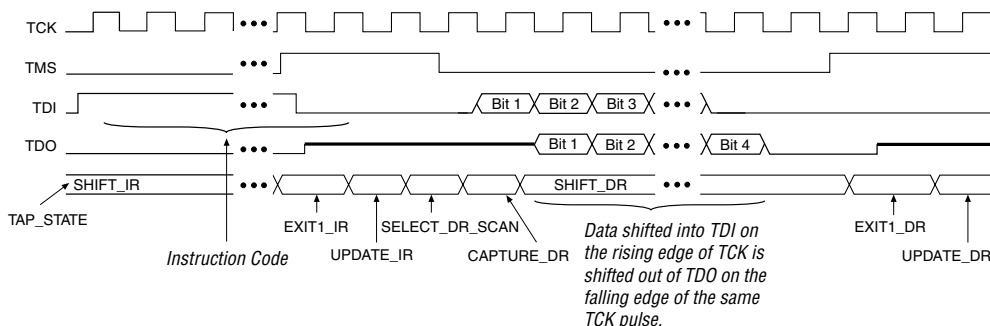 TCK
TMS
TDI
Bit 1 Bit 2 Bit 3
TDO
Bit 1 Bit 2 Bit 4
SHIFT_IR SHIFT_DR
TAP_STATE
EXIT1_IR SELECT_DR_SCAN EXIT1_DR
Instruction Code UPDATE_IR CAPTURE_DR UPDATE_DR
Data shifted into TDI on
the rising edge of TCK is
shifted out of TDO on the
falling edge of the same
TCK pulse.